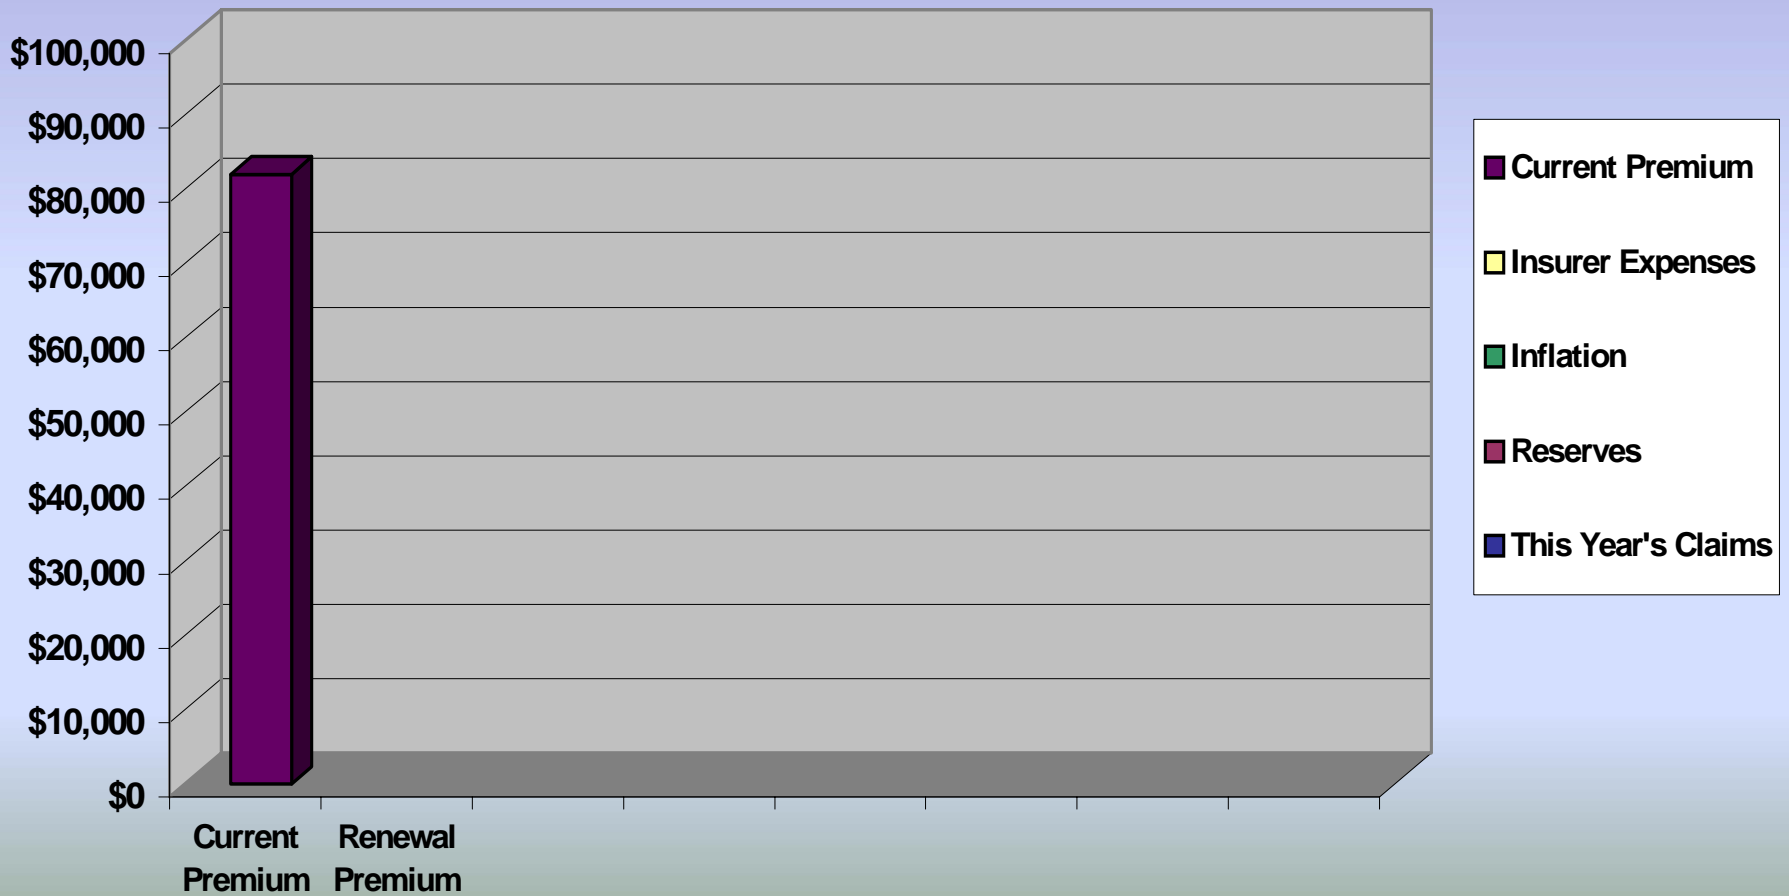 $100,000
$90,000
$80,000
$70,000
$60,000
$50,000
$40,000
$30,000
$20,000
$10,000
$0
Current
Premium
Renewal
Premium
Current Premium
Insurer Expenses
Inflation
Reserves
This Year's Claims